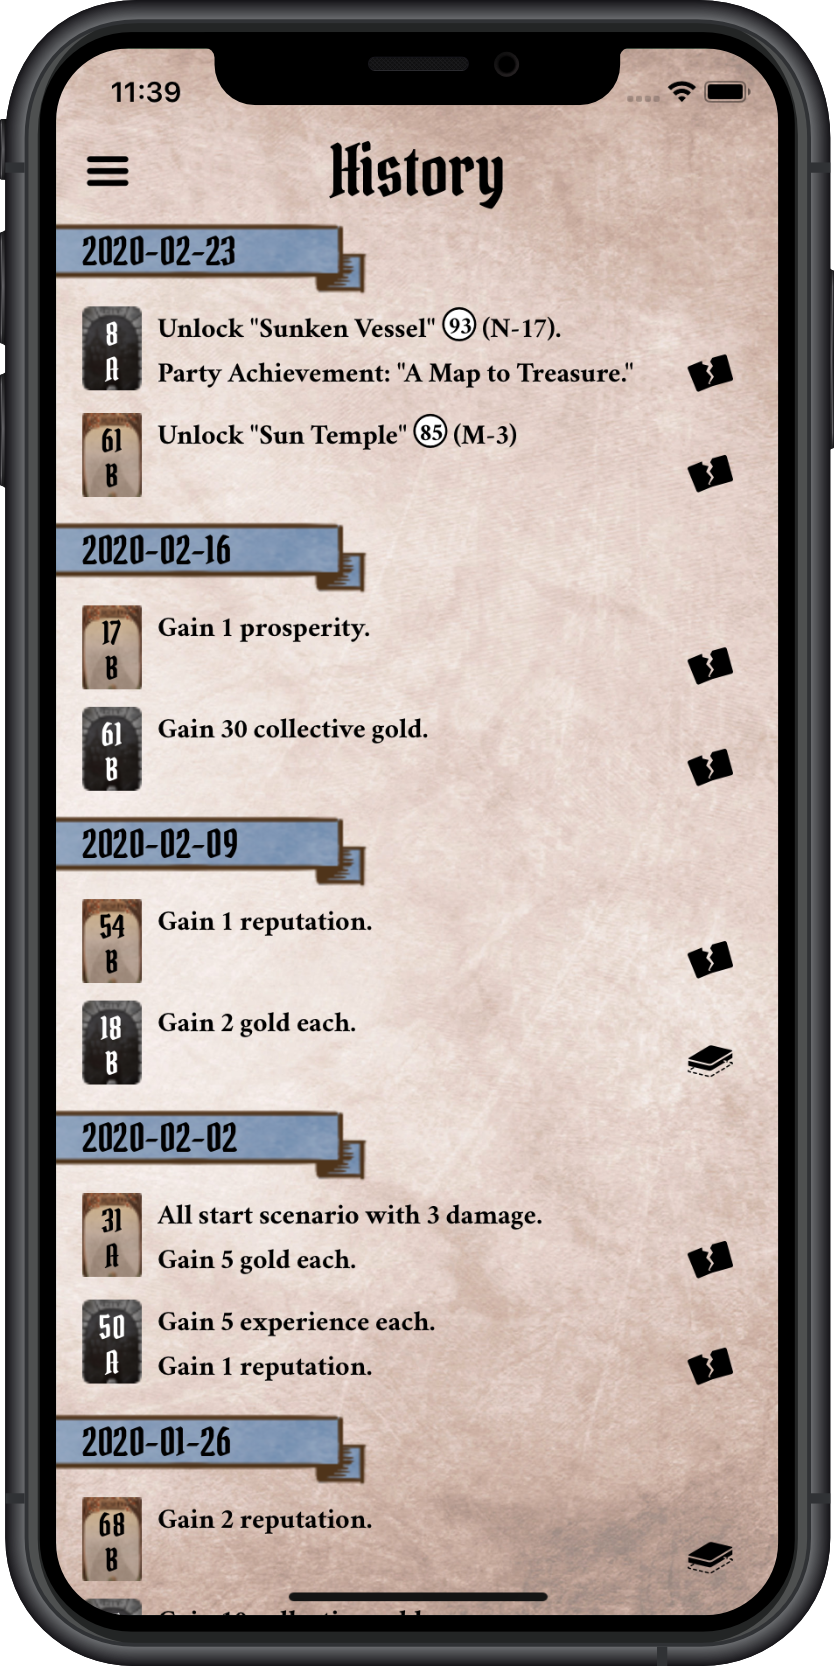 11:39
History
2020-02-23
8
A
Unlock "Sunken Vessel" 93 (N-17).
Party Achievement: "A Map to Treasure."
61
B
Unlock "Sun Temple" 85 (M-3)
2020-02-16
17
B
Gain 1 prosperity.
61
B
Gain 30 collective gold.
2020-02-09
54
B
Gain 1 reputation.
18
B
Gain 2 gold each.
2020-02-02
31
A
All start scenario with 3 damage.
Gain 5 gold each.
50
A
Gain 5 experience each.
Gain 1 reputation.
2020-01-26
68
B
Gain 2 reputation.